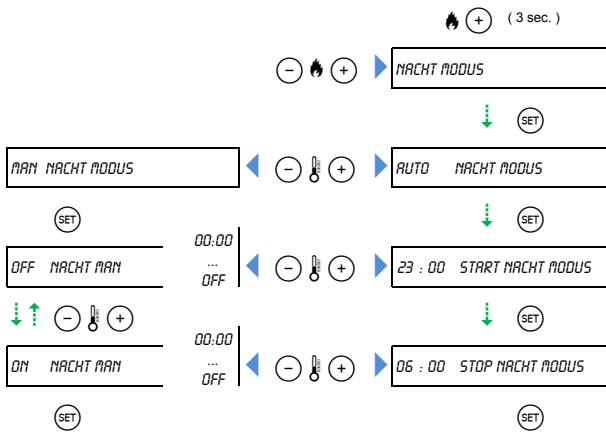 + ( 3 sec. )
- + NACHT MODUS
SET
MAN NACHT MODUS - + AUTO NACHT MODUS
SET SET
OFF NACHT MAN 00:00 ... OFF - + 23 : 00 START NACHT MODUS
- + SET
ON NACHT MAN 00:00 ... OFF - + 06 : 00 STOP NACHT MODUS
SET SET